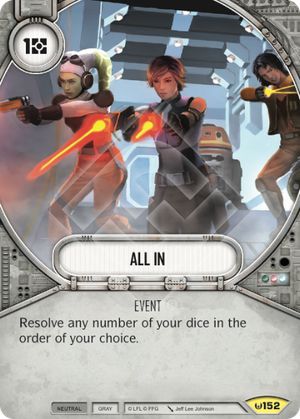 1
ALL IN
EVENT
Resolve any number of your dice in the
order of your choice.
NEUTRAL GRAY © LFL © FFG Jeff Lee Johnson 152